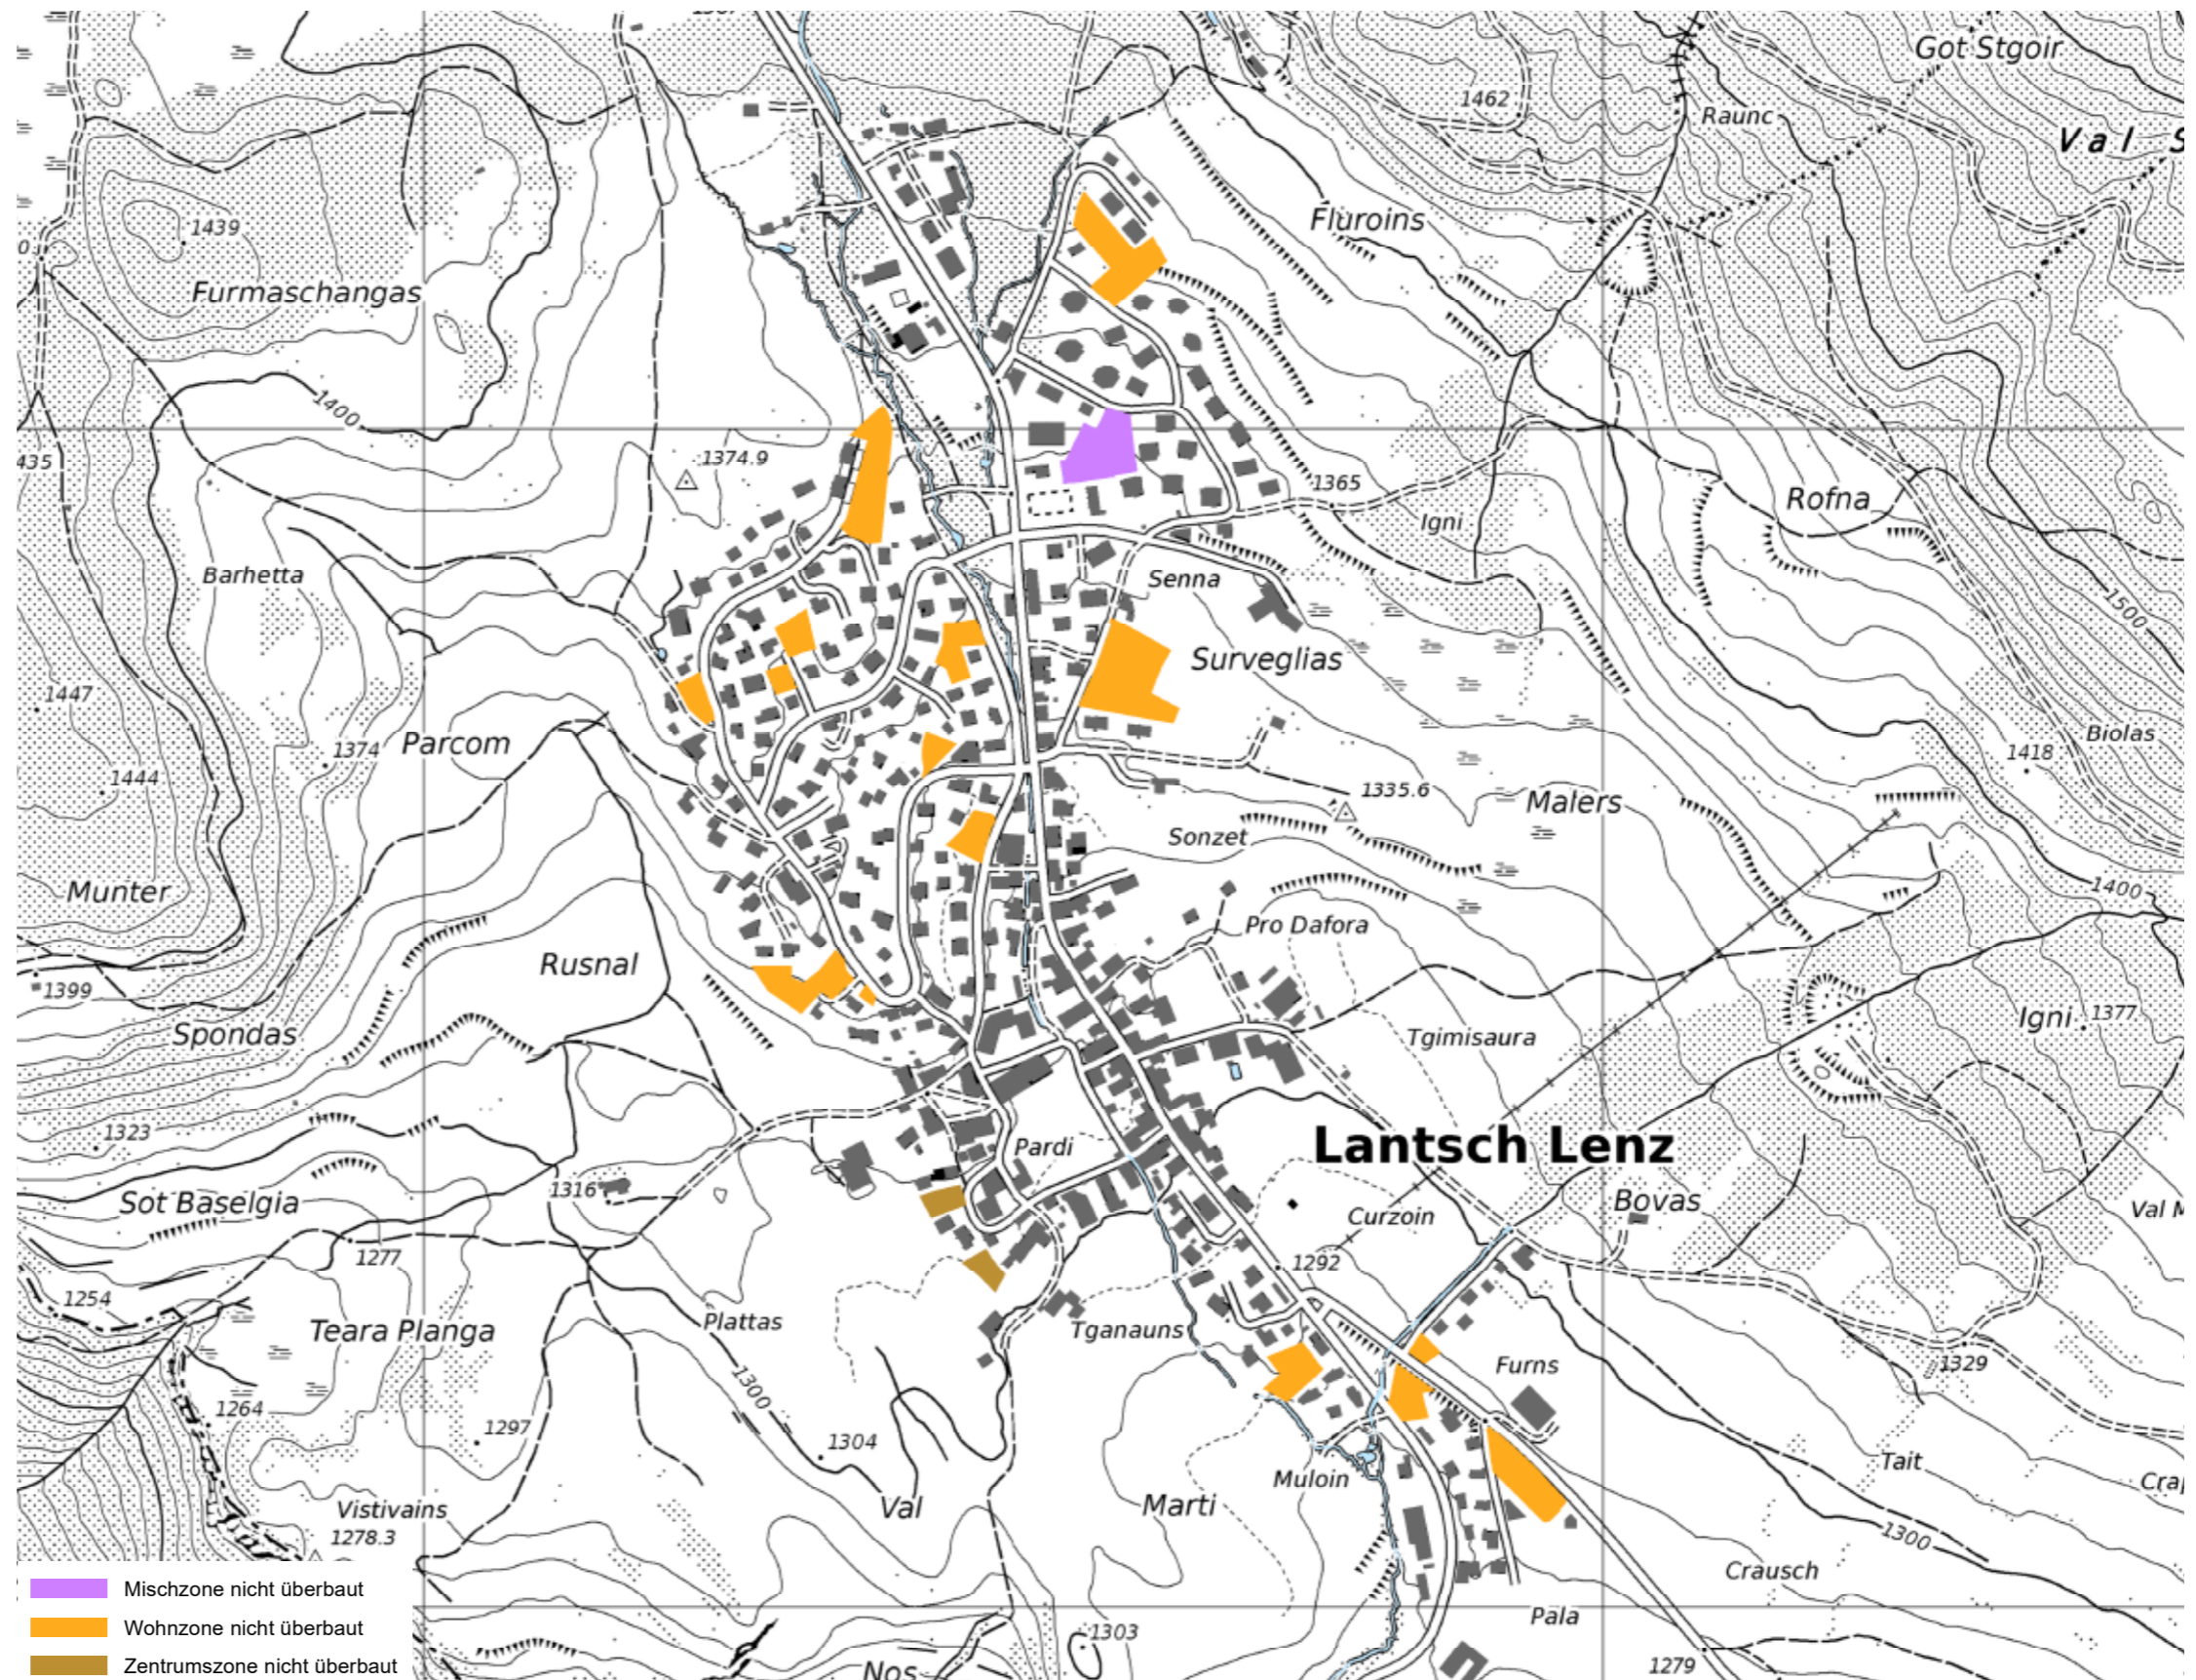 Got Stgoir
1462
Raunc
Val S
1439
Fluroins
0
Furmaschangas
1400
435
1374.9
1365
Rofna
Igni
Barhetta
Senna
1500
Surveglias
1447
1374
Parcom
Biolas
1418
1444
1335.6
Malers
Sonzet
Munter
1400
Pro Dafora
Rusnal
1399
Igni
1377
Spondas
Tgimisaura
1323
Pardi
Lantsch Lenz
1316
Sot Baselgia
Bovas
Val M
Curzoin
1277
1292
1254
Plattas
Teara Planga
Tganauns
Furns
1329
1300
1264
1297
1304
Tait
Muloin
Cra
Vistivains
Val
Marti
1278.3
1300
Crausch
Mischzone nicht überbaut
Pala
Wohnzone nicht überbaut
1303
Zentrumszone nicht überbaut
Nos
1279